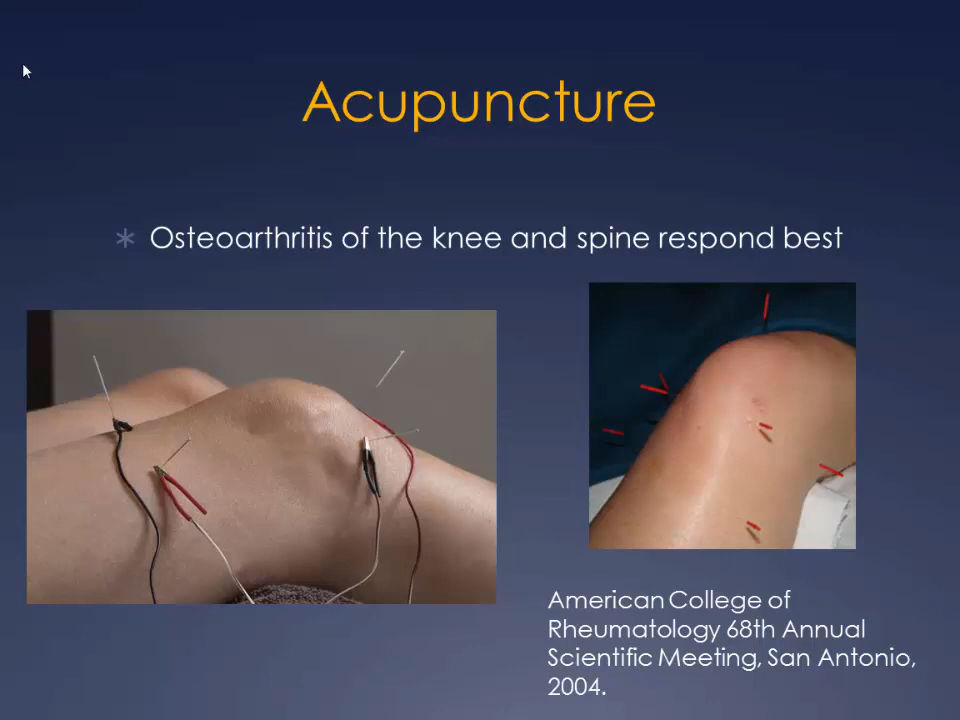 Acupuncture
Osteoarthritis of the knee and spine respond best
American College of
Rheumatology 68th Annual
Scientific Meeting, San Antonio,
2004.